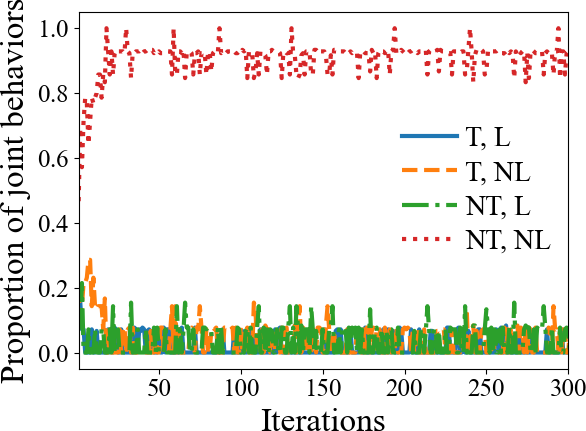 Proportion of joint behaviors
1.0
0.8
0.6
0.4
0.2
0.0
T, L
T, NL
NT, L
NT, NL
50
100
150
200
250
300
Iterations